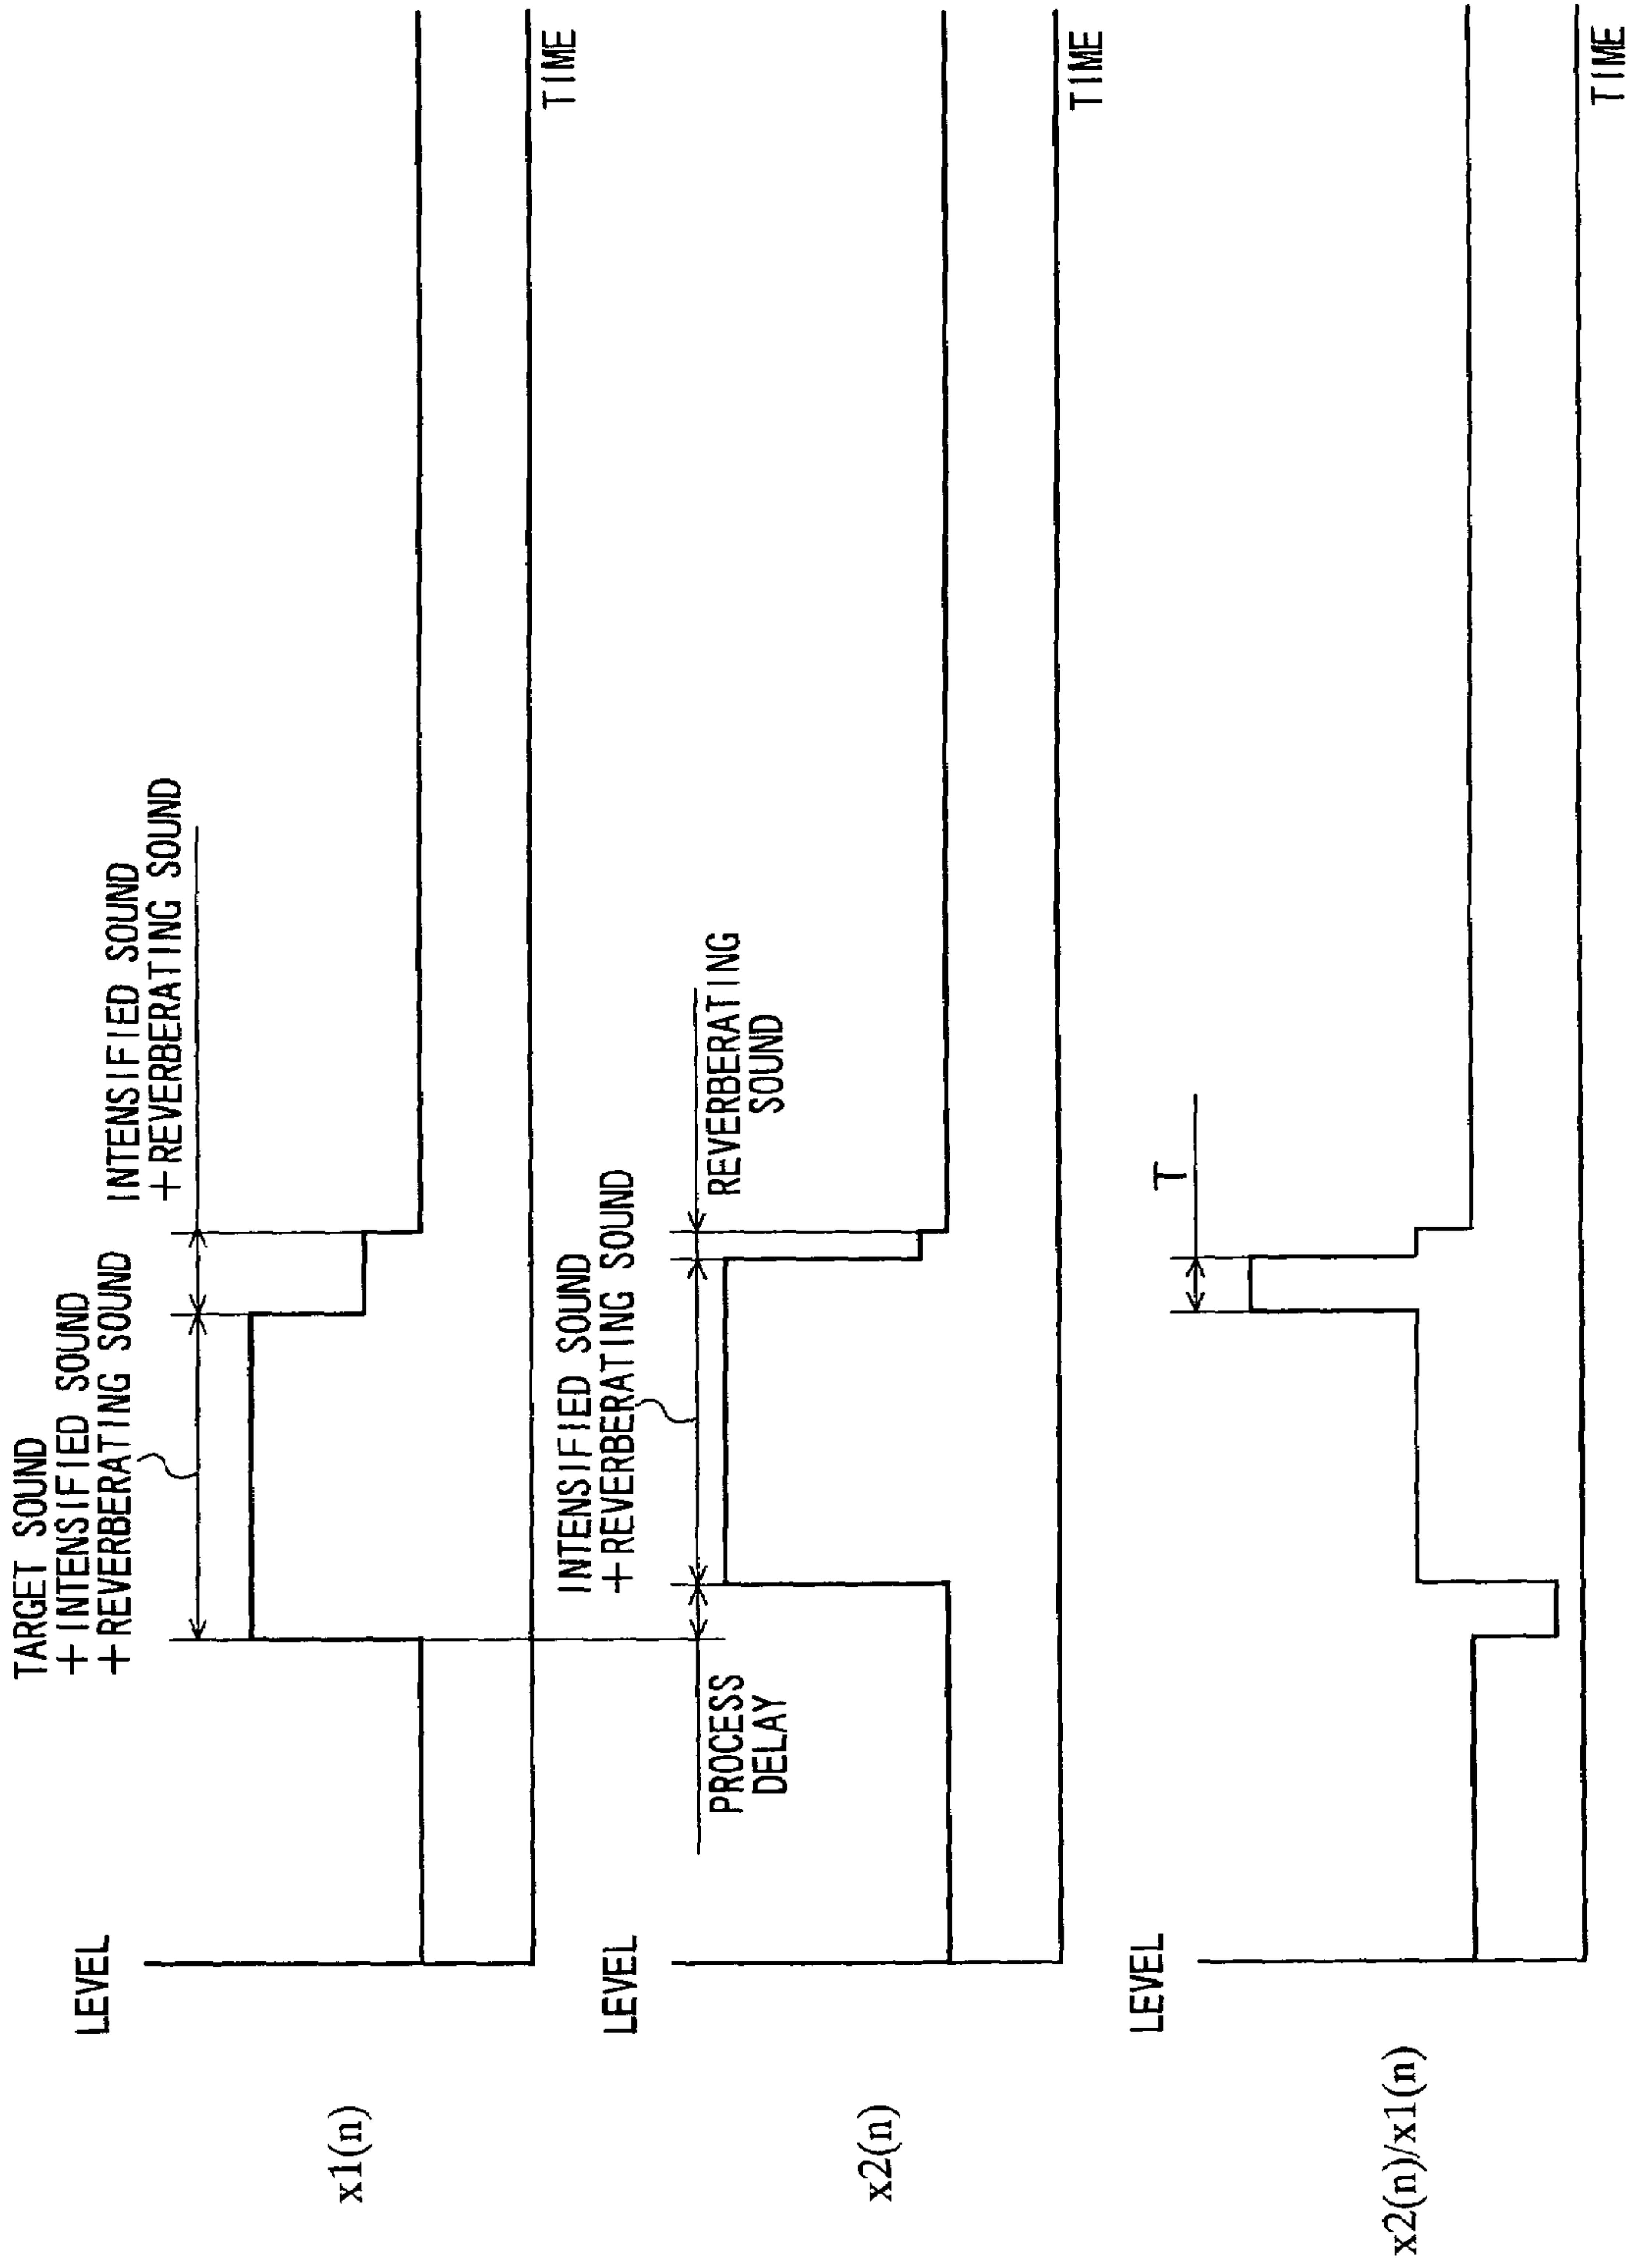 x1(n)
LEVEL
TARGET SOUND
+INTENSIFIED SOUND
+REVERBERATING SOUND
INTENSIFIED SOUND
+REVERBERATING SOUND
TIME
x2(n)
LEVEL
PROCESS
DELAY
INTENSIFIED SOUND
+REVERBERATING SOUND
REVERBERATING
SOUND
TIME
x2(n)/x1(n)
LEVEL
T
TIME